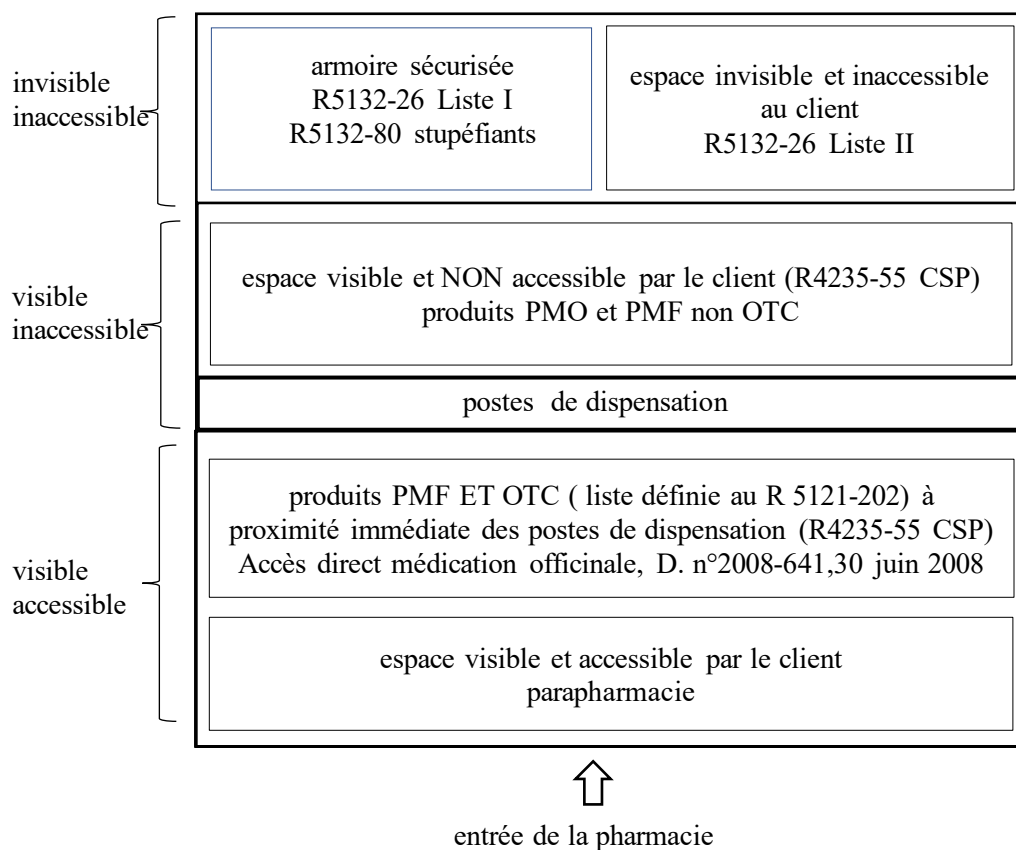 invisible
inaccessible
armoire sécurisée
R5132-26 Liste I
R5132-80 stupéfiants
espace invisible et inaccessible
au client
R5132-26 Liste II
visible
inaccessible
espace visible et NON accessible par le client (R4235-55 CSP)
produits PMO et PMF non OTC
postes de dispensation
visible
accessible
produits PMF ET OTC ( liste définie au R 5121-202) à
proximité immédiate des postes de dispensation (R4235-55 CSP)
Accès direct médication officinale, D. n°2008-641,30 juin 2008
espace visible et accessible par le client
parapharmacie
entrée de la pharmacie